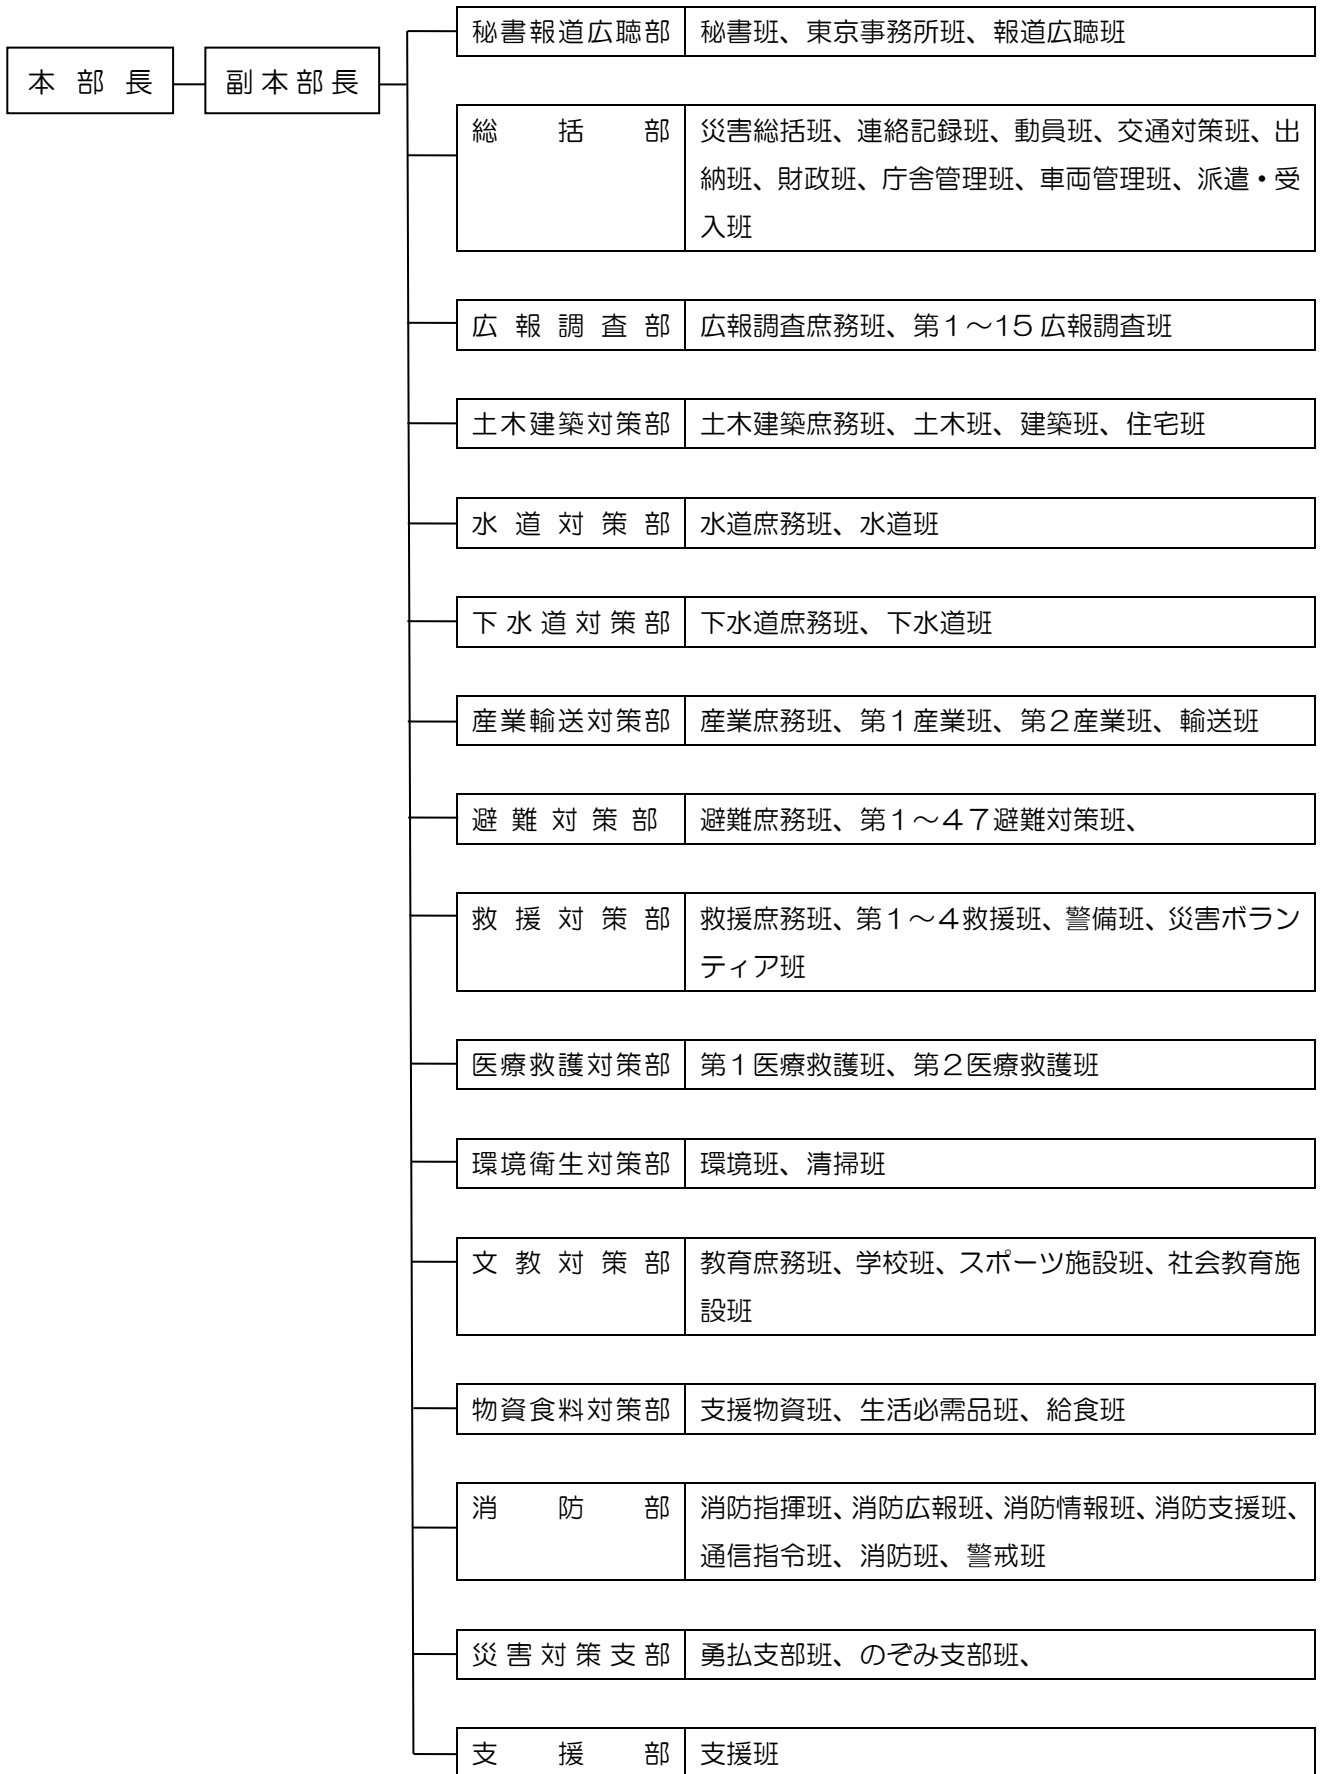 本部長
副本部長
秘書報道広聴部 秘書班、東京事務所班、報道広聴班
総括部 災害総括班、連絡記録班、動員班、交通対策班、出
納班、財政班、庁舎管理班、車両管理班、派遣・受
入班
広報調査部 広報調査庶務班、第1～15広報調査班
土木建築対策部 土木建築庶務班、土木班、建築班、住宅班
水道対策部 水道庶務班、水道班
下水道対策部 下水道庶務班、下水道班
産業輸送対策部 産業庶務班、第1産業班、第2産業班、輸送班
避難対策部 避難庶務班、第1～47避難対策班、
救援対策部 救援庶務班、第1～4救援班、警備班、災害ボラン
ティア班
医療救護対策部 第1医療救護班、第2医療救護班
環境衛生対策部 環境班、清掃班
文教対策部 教育庶務班、学校班、スポーツ施設班、社会教育施
設班
物資食料対策部 支援物資班、生活必需品班、給食班
消防部 消防指揮班、消防広報班、消防情報班、消防支援班、
通信指令班、消防班、警戒班
災害対策支部 勇払支部班、のぞみ支部班、
支援部 支援班